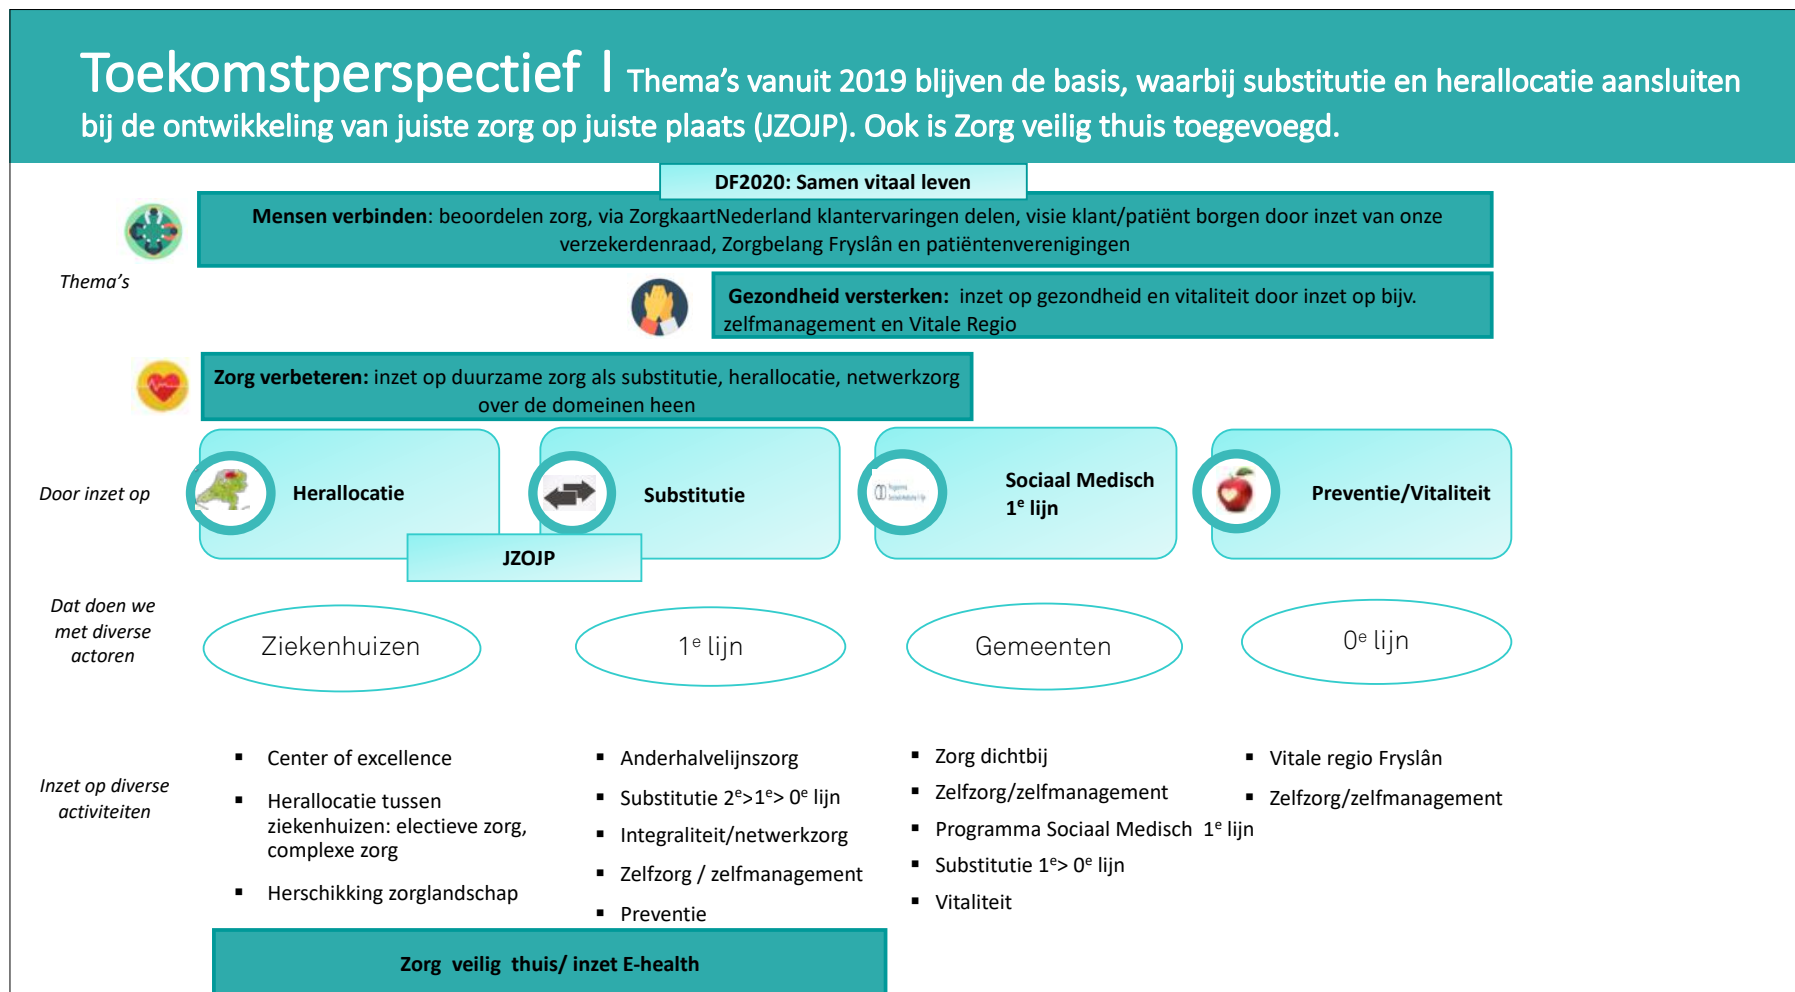 Toekomstperspectief | Thema's vanuit 2019 blijven de basis, waarbij substitutie en herallocatie aansluiten
bij de ontwikkeling van juiste zorg op juiste plaats (JZOJP). Ook is Zorg veilig thuis toegevoegd.
DF2020: Samen vitaal leven
Mensen verbinden: beoordelen zorg, via ZorgkaartNederland klantervaringen delen, visie klant/patiënt borgen door inzet van onze
verzekerdenraad, Zorgbelang Fryslân en patiëntenverenigingen
Thema's
Gezondheid versterken: inzet op gezondheid en vitaliteit door inzet op bijv.
zelfmanagement en Vitale Regio
Zorg verbeteren: inzet op duurzame zorg als substitutie, herallocatie, netwerkzorg
over de domeinen heen
Door inzet op
Herallocatie
Substitutie
Sociaal Medisch
1e lijn
Preventie/Vitaliteit
JZOJP
Dat doen we
met diverse
actoren
Ziekenhuizen
1e lijn
Gemeenten
0e lijn
Inzet op diverse
activiteiten
▪ Center of excellence
▪ Herallocatie tussen
ziekenhuizen: electieve zorg,
complexe zorg
▪ Herschikking zorglandschap
▪ Anderhalvelijnszorg
▪ Substitutie 2e>1e> 0e lijn
▪ Integraliteit/netwerkzorg
▪ Zelfzorg / zelfmanagement
▪ Preventie
▪ Zorg dichtbij
▪ Zelfzorg/zelfmanagement
▪ Programma Sociaal Medisch 1e lijn
▪ Substitutie 1e> 0e lijn
▪ Vitaliteit
▪ Vitale regio Fryslân
▪ Zelfzorg/zelfmanagement
Zorg veilig thuis/ inzet E-health